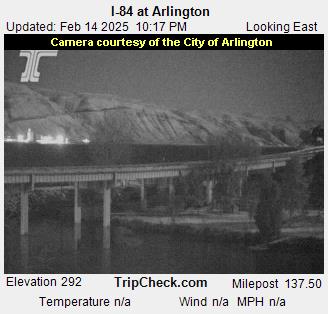 I-84 at Arlington
Updated: Feb 14 2025 10:17 PM Looking East
Camera courtesy of the City of Arlington
Elevation 292 TripCheck.com Milepost 137.50
Temperature n/a Wind n/a MPH n/a